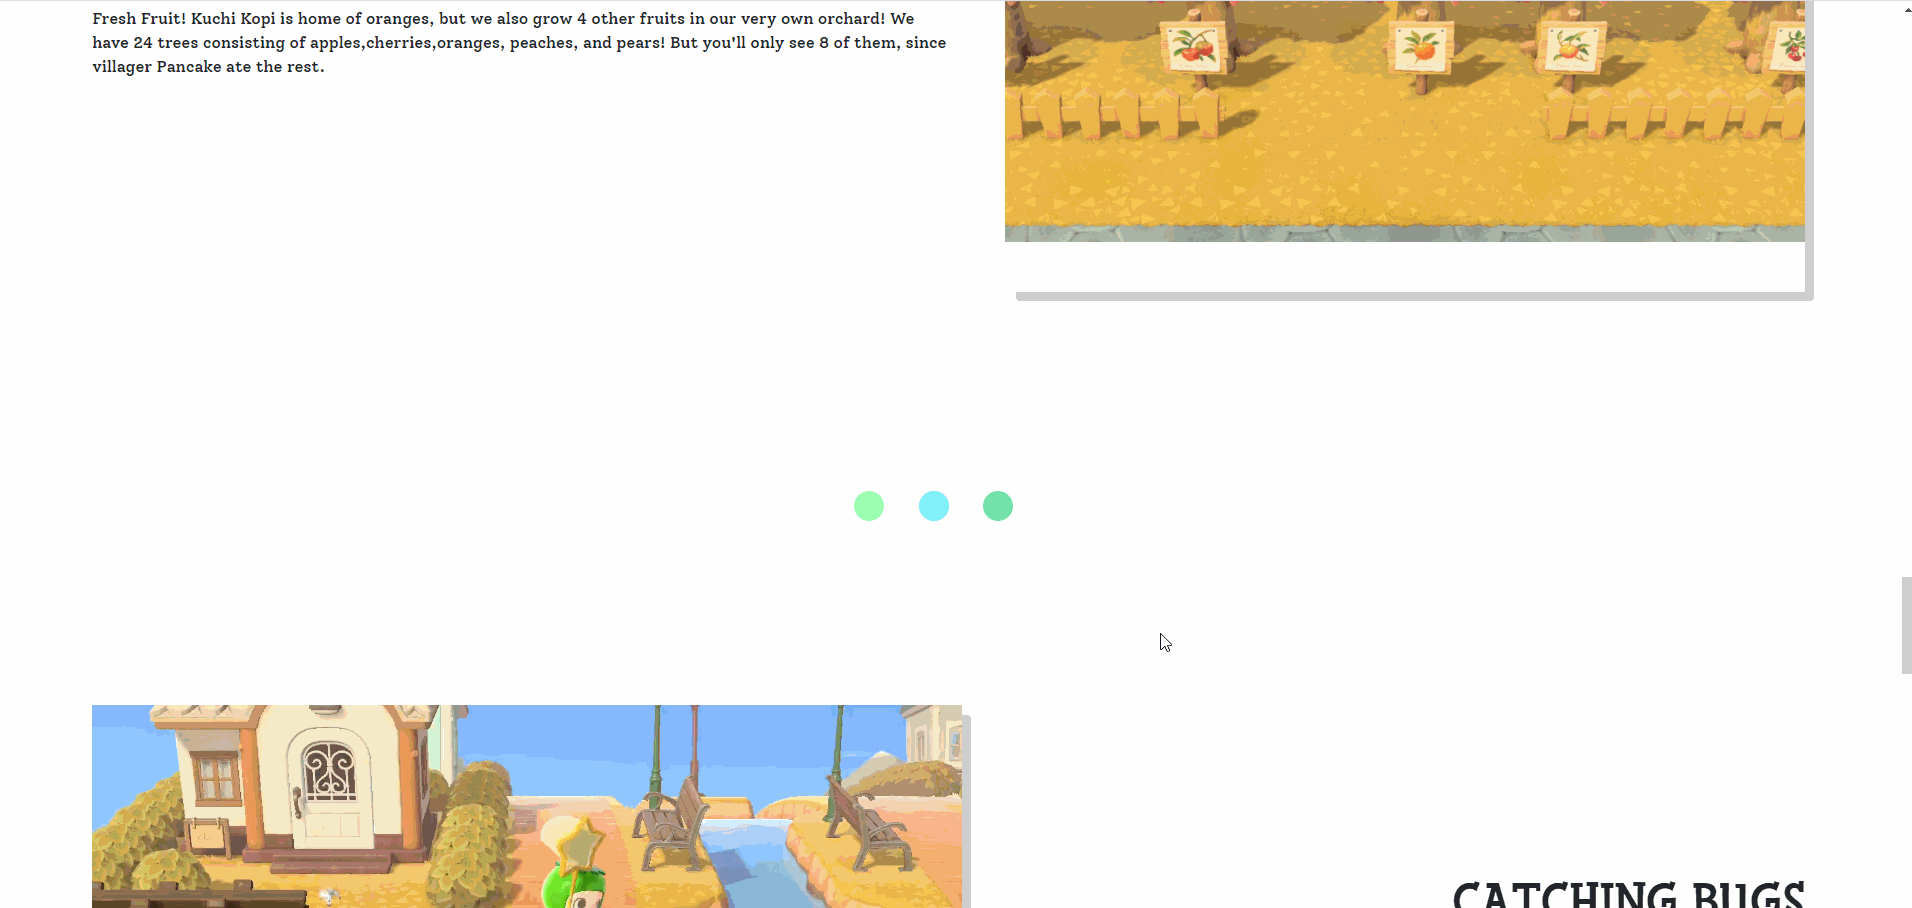 Fresh Fruit! Kuchi Kopi is home of oranges, but we also grow 4 other fruits in our very own orchard! We
have 24 trees consisting of apples,cherries,oranges, peaches, and pears! But you'll only see 8 of them, since
villager Pancake ate the rest.
CATCHING BUGS